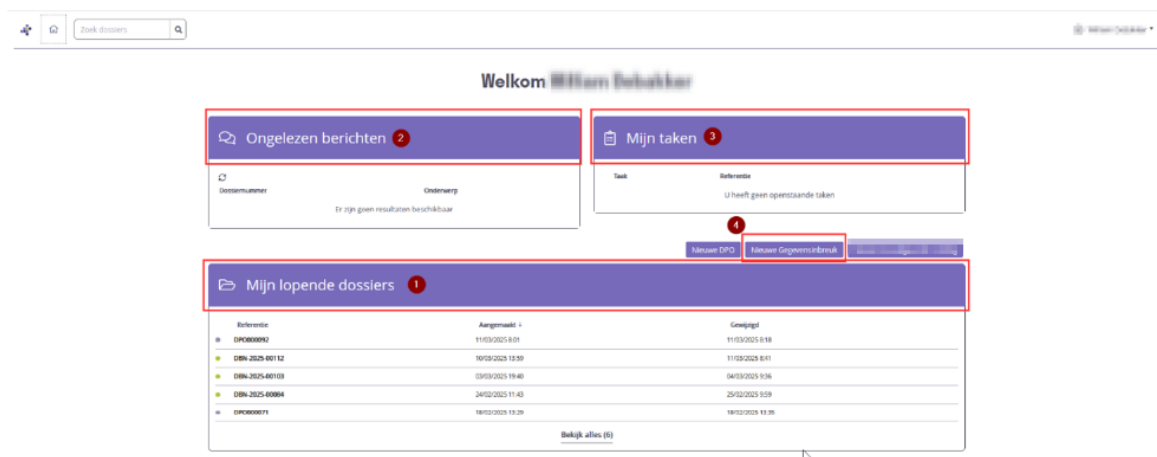 Zoek dossiers
Welkom
Ongelezen berichten 2
Mijn taken 3
Dossiernummer Onderwerp
Er zijn geen resultaten beschikbaar
Taak Referentie
U heeft geen openstaande taken
4
Nieuwe DPO Nieuwe Gegevensinbreuk
Mijn lopende dossiers 1
Referentie Aangemaakt ↓ Gewijzigd
DPO000092 11/03/2025 8:01 11/03/2025 8:18
DBN-2025-00112 10/03/2025 13:59 11/03/2025 8:41
DBN-2025-00103 03/03/2025 19:40 04/03/2025 9:36
DBN-2025-00084 24/02/2025 11:43 25/02/2025 9:59
DPO000071 18/02/2025 13:29 18/02/2025 13:35
Bekijk alles (6)